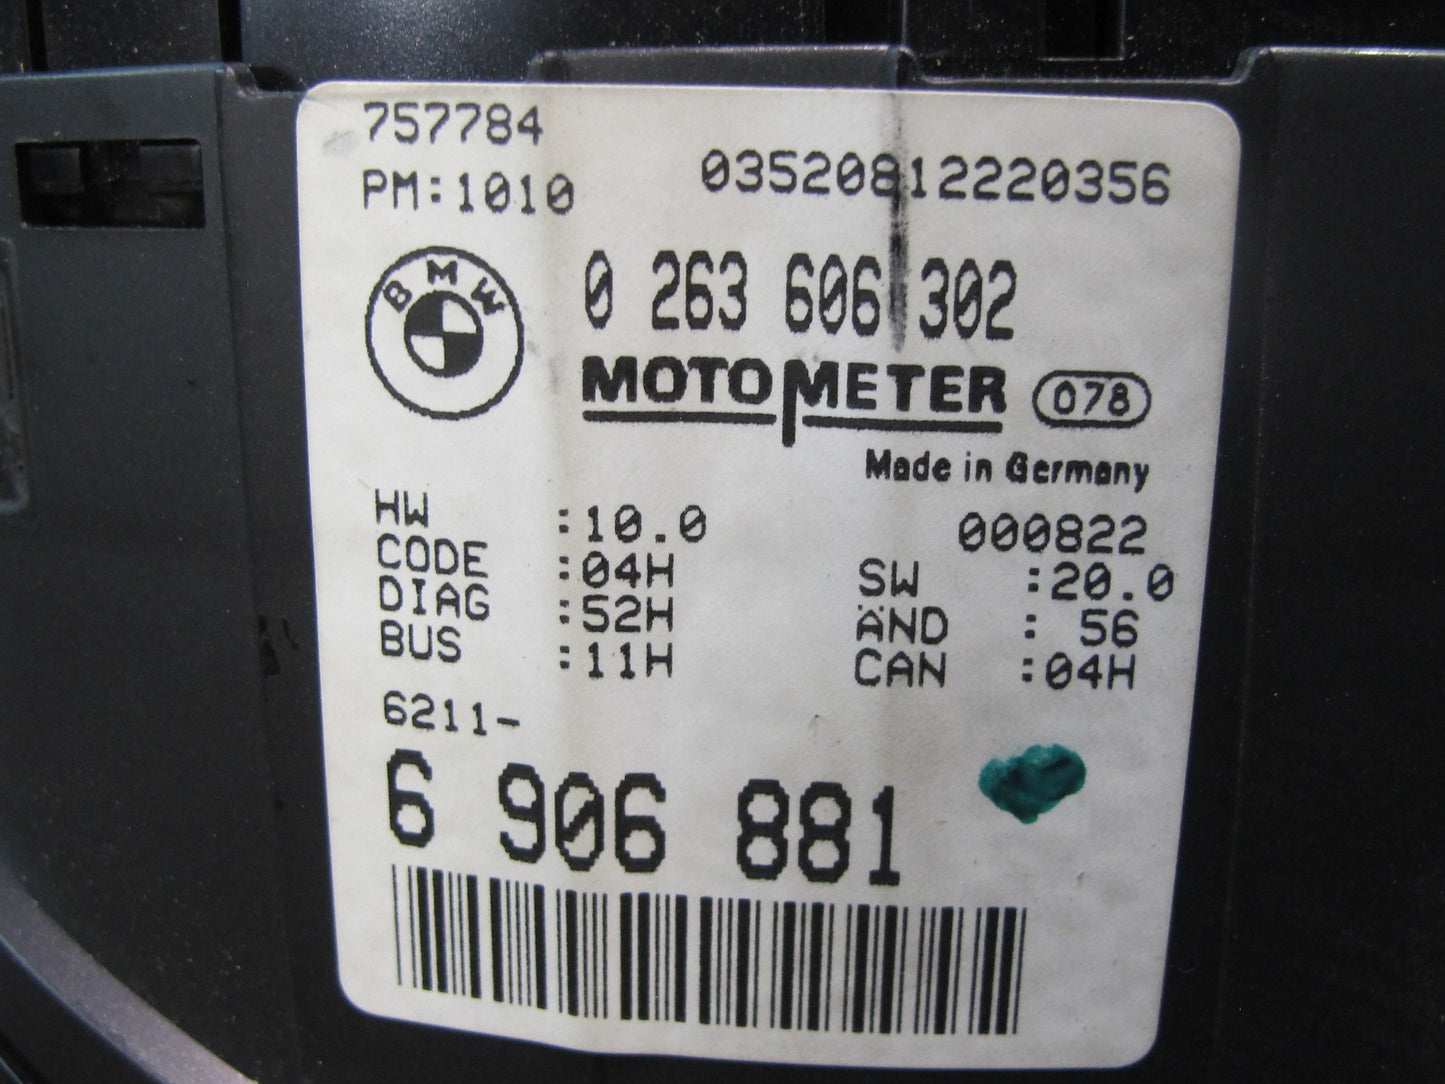 757784
PM:1010
03520812220356
BMW
0 263 606 302
MOTOMETER 078
Made in Germany
HW :10.0
CODE :04H
DIAG :52H
BUS :11H
000822
SW :20.0
ÄND : 56
CAN :04H
6211-
6 906 881